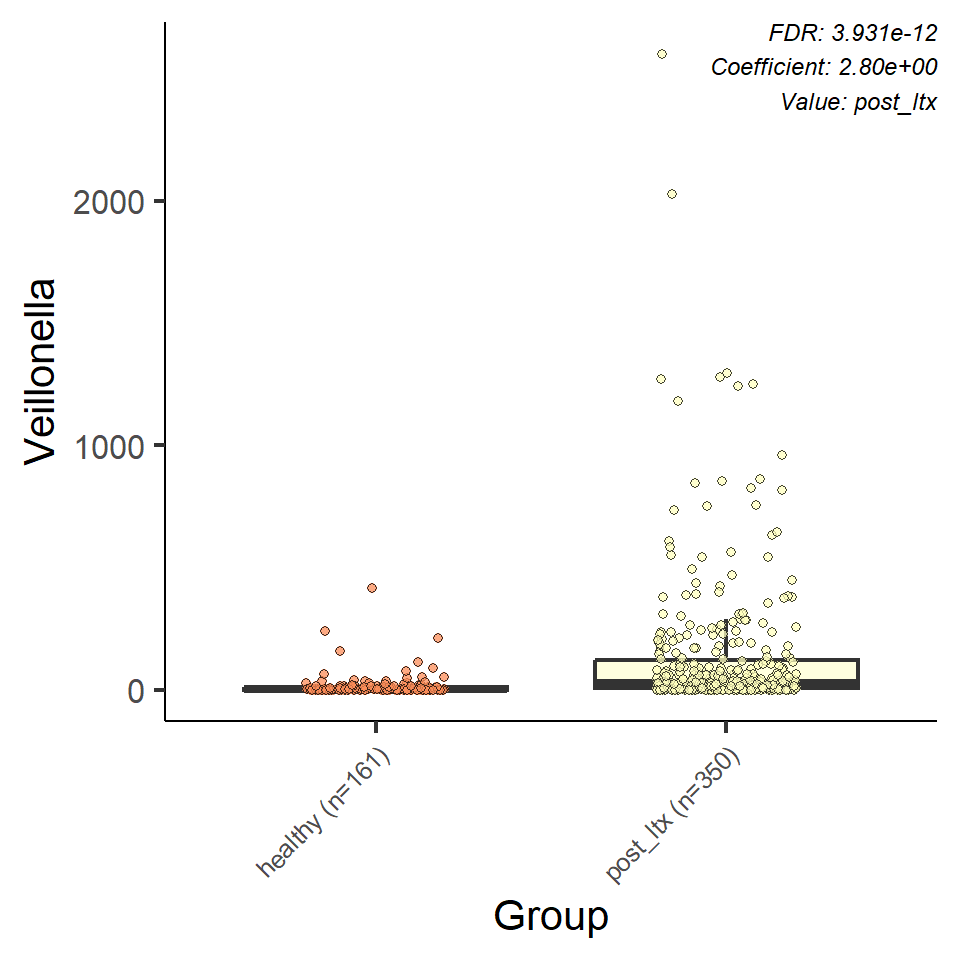 FDR: 3.931e-12
Coefficient: 2.80e+00
Value: post_ltx
Veillonella
2000
1000
0
healthy (n=161)
post_ltx (n=350)
Group